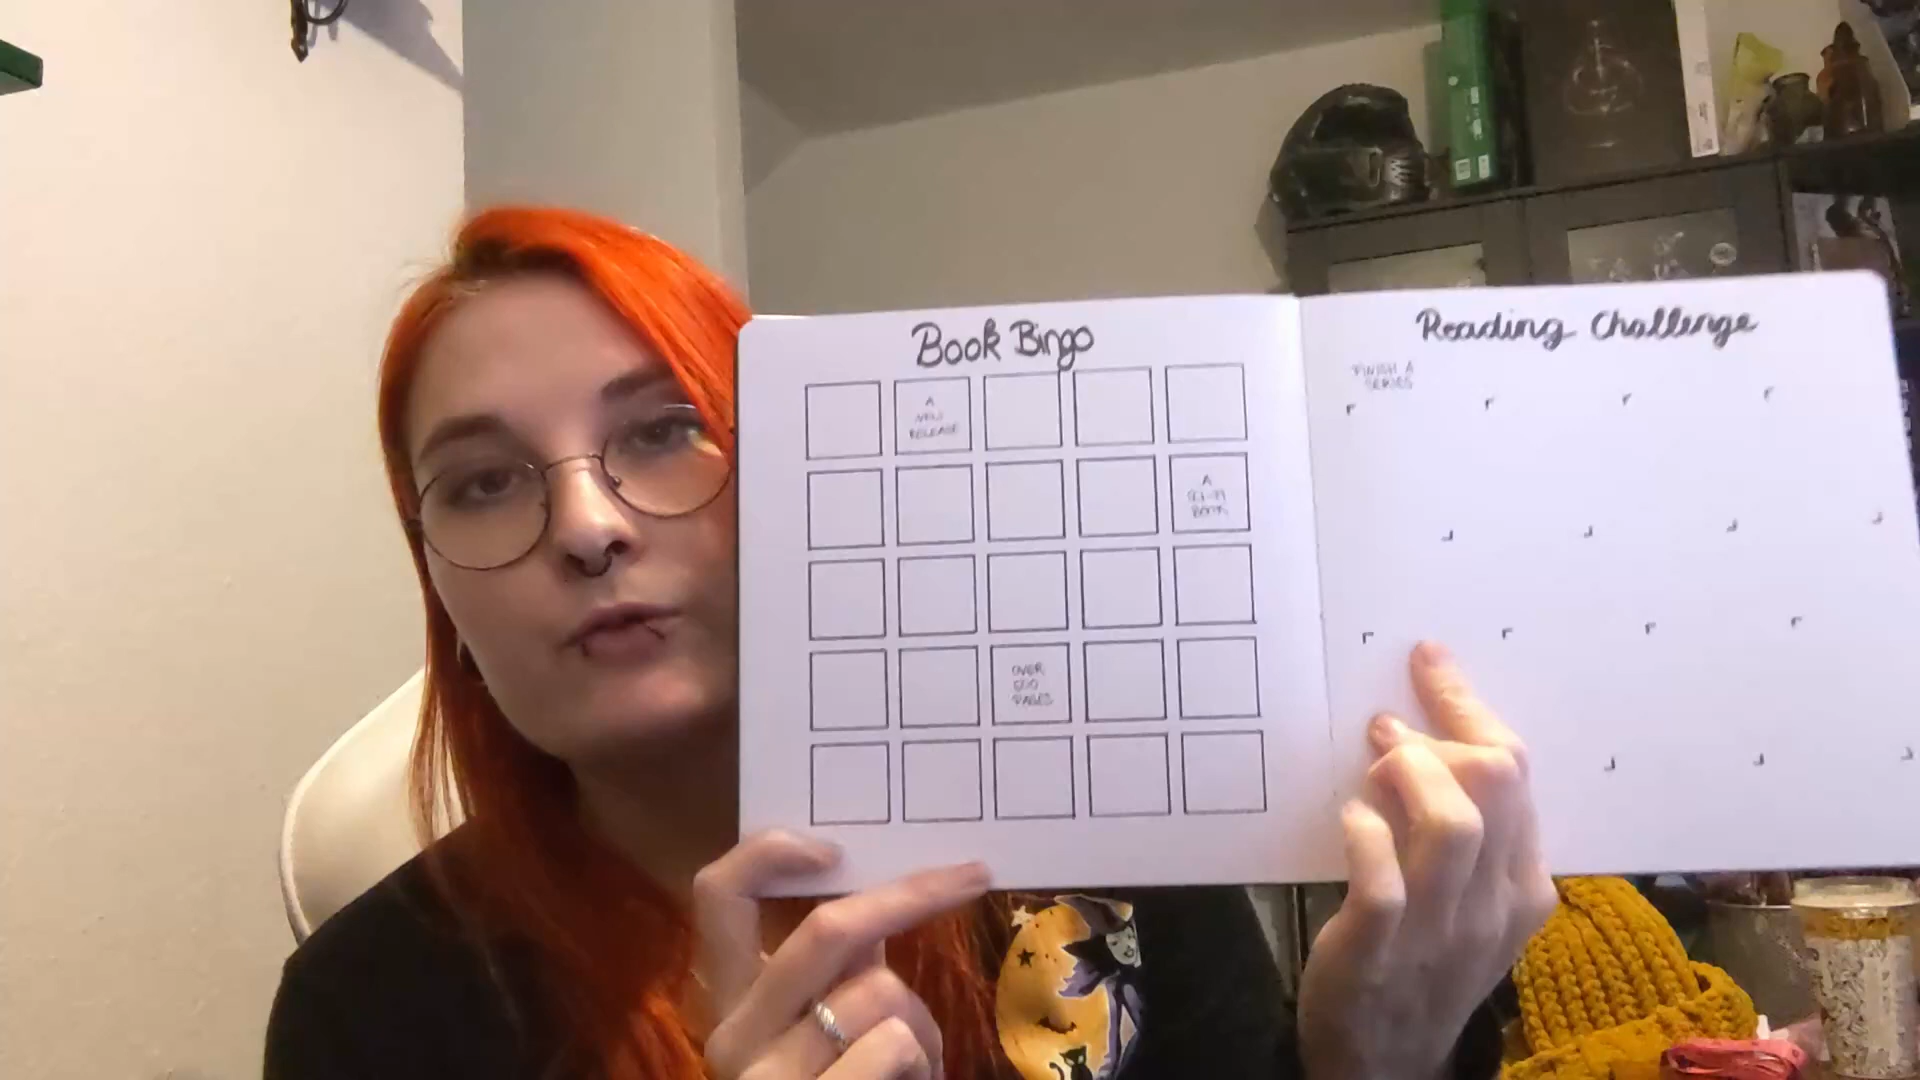 Book Bingo
A
NEW
RELEASE
A
SCI-FI
BOOK
OVER
500
PAGES
Reading Challenge
FINISH A
SERIES